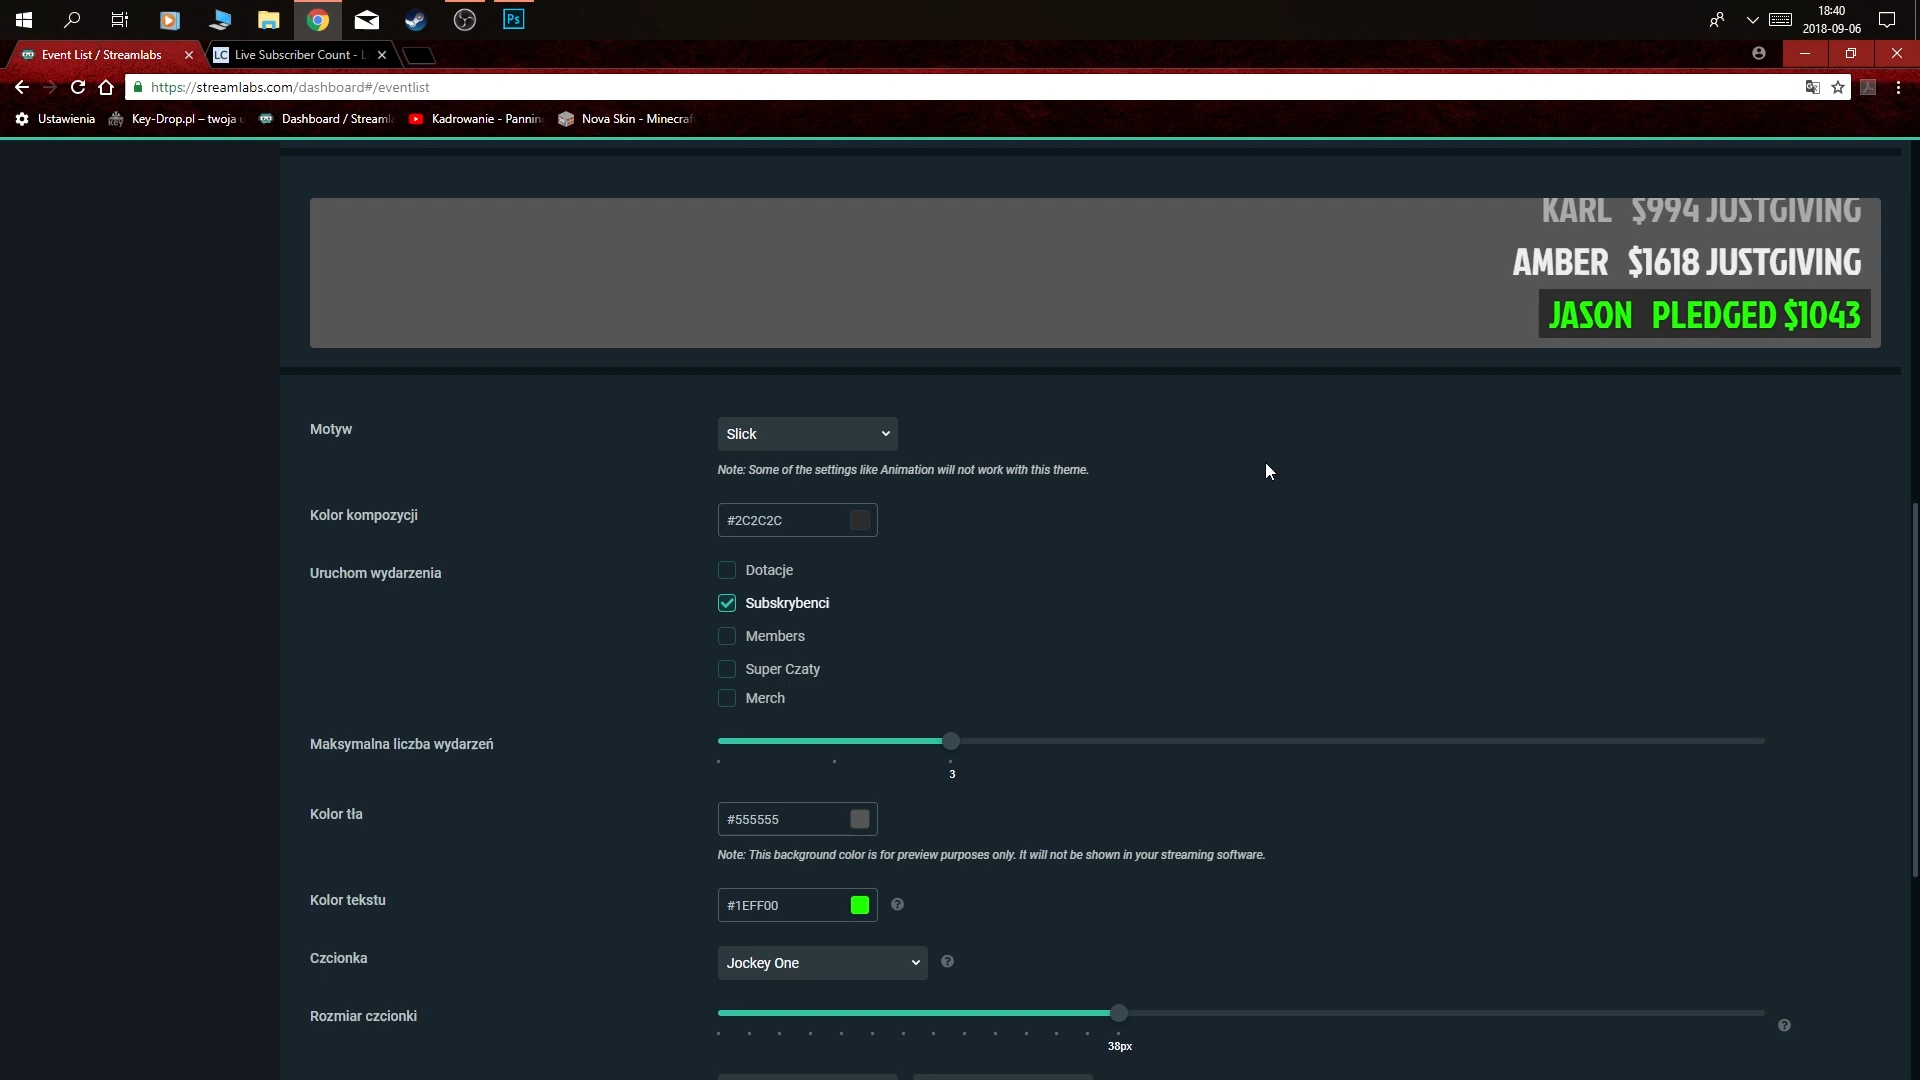 18:40
2018-09-06
Ps
Event List / Streamlabs
LC Live Subscriber Count -
https://streamlabs.com/dashboard#/eventlist
Ustawienia
Key-Drop.pl – twoja
Dashboard / Streaml
Kadrowanie - Pannin
Nova Skin - Minecraf
KARL $994 JUSTGIVING
AMBER $1618 JUSTGIVING
JASON PLEDGED $1043
Motyw
Slick
Note: Some of the settings like Animation will not work with this theme.
Kolor kompozycji
#2C2C2C
Uruchom wydarzenia
Dotacje
Subskrybenci
Members
Super Czaty
Merch
Maksymalna liczba wydarzeń
3
Kolor tła
#555555
Note: This background color is for preview purposes only. It will not be shown in your streaming software.
Kolor tekstu
#1EFF00
Czcionka
Jockey One
Rozmiar czcionki
38px